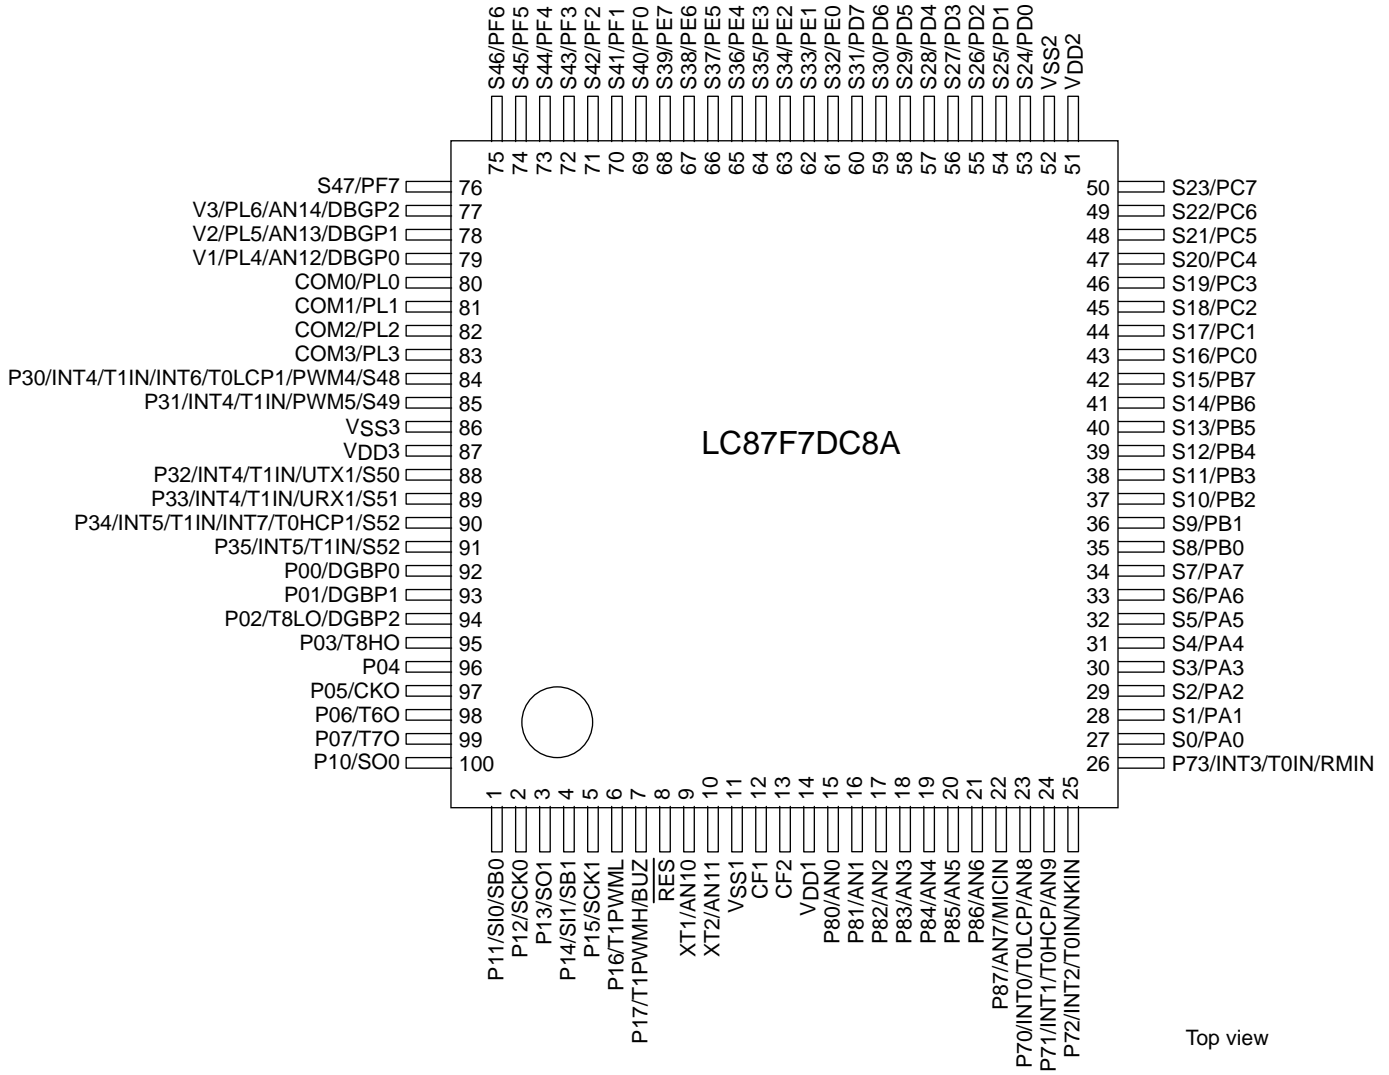 S46/PF6
S45/PF5
S44/PF4
S43/PF3
S42/PF2
S41/PF1
S40/PF0
S39/PE7
S38/PE6
S37/PE5
S36/PE4
S35/PE3
S34/PE2
S33/PE1
S32/PE0
S31/PD7
S30/PD6
S29/PD5
S28/PD4
S27/PD3
S26/PD2
S25/PD1
S24/PD0
VSS2
VDD2
75
74
73
72
71
70
69
68
67
66
65
64
63
62
61
60
59
58
57
56
55
54
53
52
51
S47/PF7 76
V3/PL6/AN14/DBGP2 77
V2/PL5/AN13/DBGP1 78
V1/PL4/AN12/DBGP0 79
COM0/PL0 80
COM1/PL1 81
COM2/PL2 82
COM3/PL3 83
P30/INT4/T1IN/INT6/T0LCP1/PWM4/S48 84
P31/INT4/T1IN/PWM5/S49 85
VSS3 86
VDD3 87
P32/INT4/T1IN/UTX1/S50 88
P33/INT4/T1IN/URX1/S51 89
P34/INT5/T1IN/INT7/T0HCP1/S52 90
P35/INT5/T1IN/S52 91
P00/DGBP0 92
P01/DGBP1 93
P02/T8LO/DGBP2 94
P03/T8HO 95
P04 96
P05/CKO 97
P06/T6O 98
P07/T7O 99
P10/SO0 100
LC87F7DC8A
50 S23/PC7
49 S22/PC6
48 S21/PC5
47 S20/PC4
46 S19/PC3
45 S18/PC2
44 S17/PC1
43 S16/PC0
42 S15/PB7
41 S14/PB6
40 S13/PB5
39 S12/PB4
38 S11/PB3
37 S10/PB2
36 S9/PB1
35 S8/PB0
34 S7/PA7
33 S6/PA6
32 S5/PA5
31 S4/PA4
30 S3/PA3
29 S2/PA2
28 S1/PA1
27 S0/PA0
26 P73/INT3/T0IN/RMIN
1
2
3
4
5
6
7
8
9
10
11
12
13
14
15
16
17
18
19
20
21
22
23
24
25
P11/SI0/SB0
P12/SCK0
P13/SO1
P14/SI1/SB1
P15/SCK1
P16/T1PWML
P17/T1PWMH/BUZ
RES
XT1/AN10
XT2/AN11
VSS1
CF1
CF2
VDD1
P80/AN0
P81/AN1
P82/AN2
P83/AN3
P84/AN4
P85/AN5
P86/AN6
P87/AN7/MICIN
P70/INT0/T0LCP/AN8
P71/INT1/T0HCP/AN9
P72/INT2/T0IN/NKIN
Top view